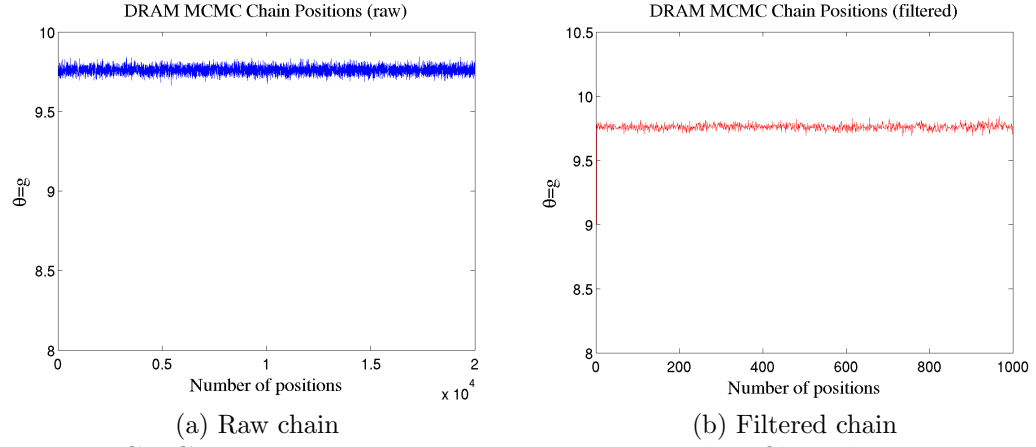 DRAM MCMC Chain Positions (raw)
10
9.5
9
8.5
8
θ=g
0
0.5
1
1.5
2
x 10^4
Number of positions
(a) Raw chain
DRAM MCMC Chain Positions (filtered)
10.5
10
9.5
9
8.5
8
θ=g
0
200
400
600
800
1000
Number of positions
(b) Filtered chain